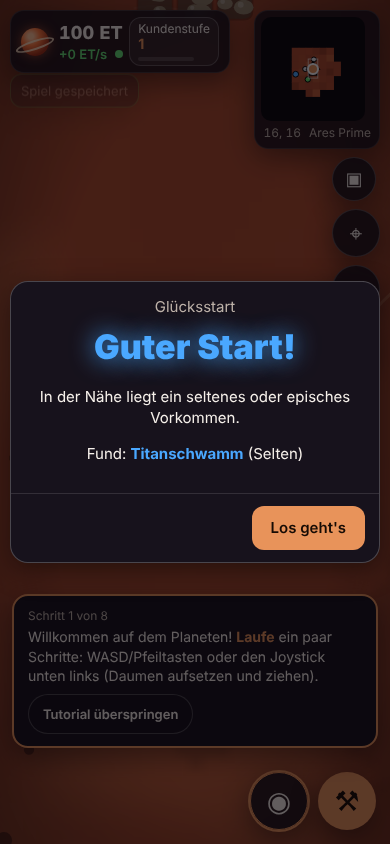 100 ET
+0 ET/s
Kundenstufe
1
Spiel gespeichert
16, 16 Ares Prime
Glücksstart
Guter Start!
In der Nähe liegt ein seltenes oder episches
Vorkommen.
Fund: Titanschwamm (Selten)
Los geht's
Schritt 1 von 8
Willkommen auf dem Planeten! Laufe ein paar
Schritte: WASD/Pfeiltasten oder den Joystick
unten links (Daumen aufsetzen und ziehen).
Tutorial überspringen